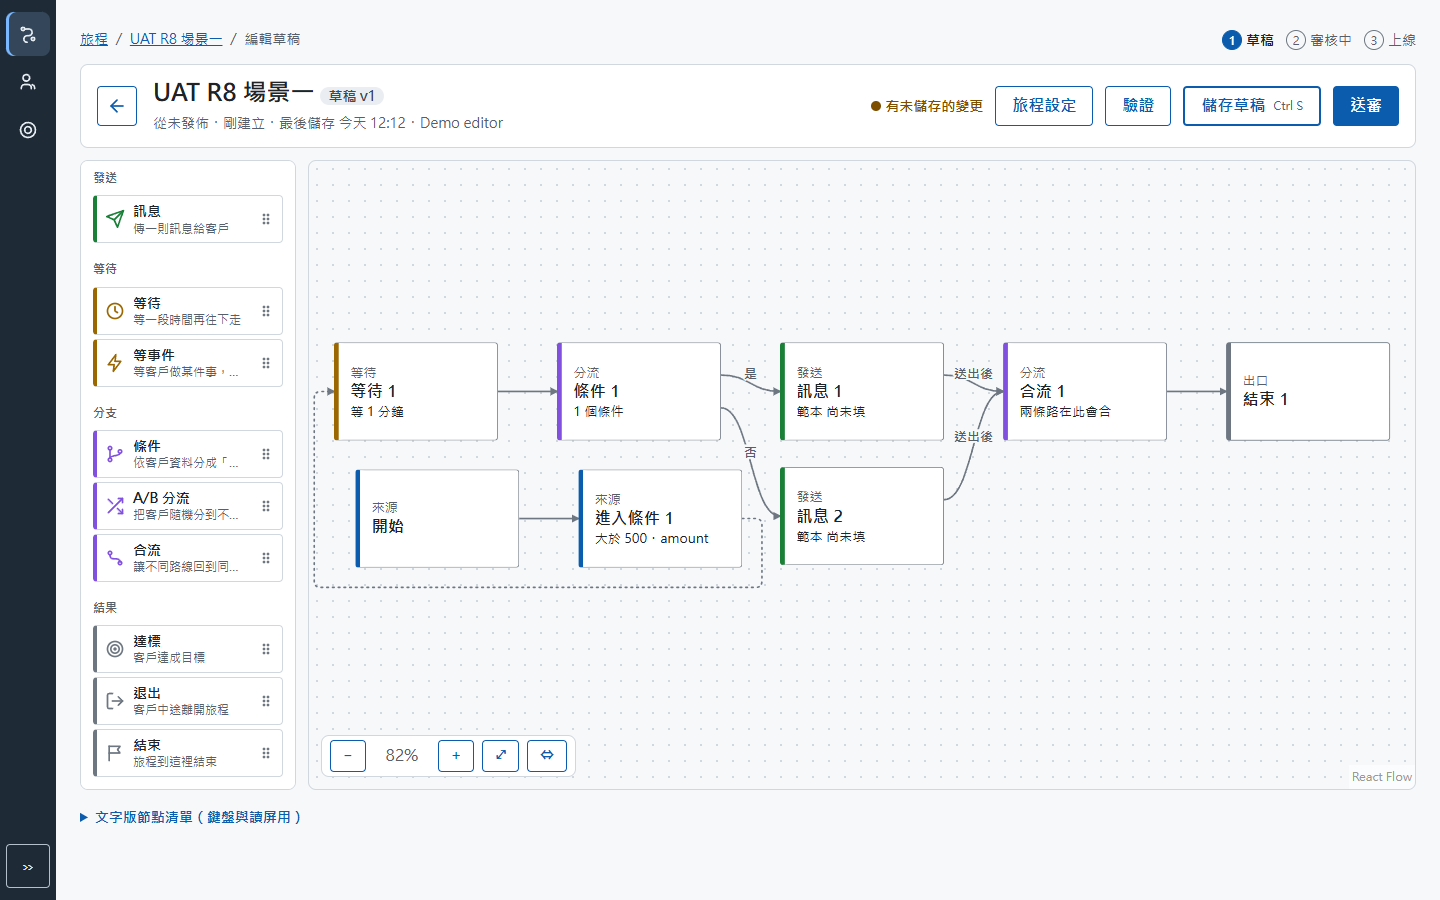 旅程 / UAT R8 場景一 / 編輯草稿
1 草稿 2 審核中 3 上線
UAT R8 場景一 草稿 v1
從未發佈 · 剛建立 · 最後儲存 今天 12:12 · Demo editor
有未儲存的變更
旅程設定
驗證
儲存草稿 Ctrl S
送審
發送
訊息
傳一則訊息給客戶
等待
等待
等一段時間再往下走
等事件
等客戶做某件事，...
分支
條件
依客戶資料分成「...
A/B 分流
把客戶隨機分到不...
合流
讓不同路線回到同...
結果
達標
客戶達成目標
退出
客戶中途離開旅程
結束
旅程到這裡結束
等待
等待 1
等 1 分鐘
分流
條件 1
1 個條件
是
否
發送
訊息 1
範本 尚未填
送出後
分流
合流 1
兩條路在此會合
出口
結束 1
來源
開始
來源
進入條件 1
大於 500 · amount
發送
訊息 2
範本 尚未填
送出後
− 82% +
React Flow
文字版節點清單（鍵盤與讀屏用）
>>